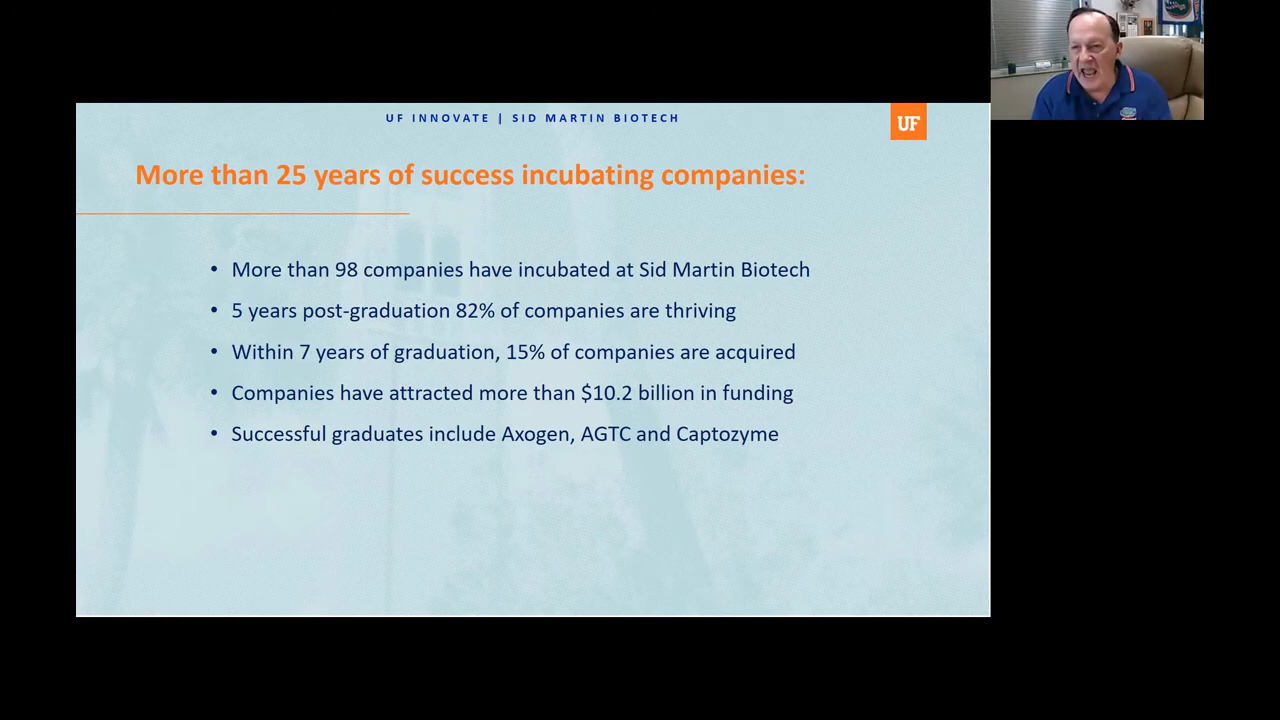 UF INNOVATE | SID MARTIN BIOTECH
UF
More than 25 years of success incubating companies:
• More than 98 companies have incubated at Sid Martin Biotech
• 5 years post-graduation 82% of companies are thriving
• Within 7 years of graduation, 15% of companies are acquired
• Companies have attracted more than $10.2 billion in funding
• Successful graduates include Axogen, AGTC and Captozyme